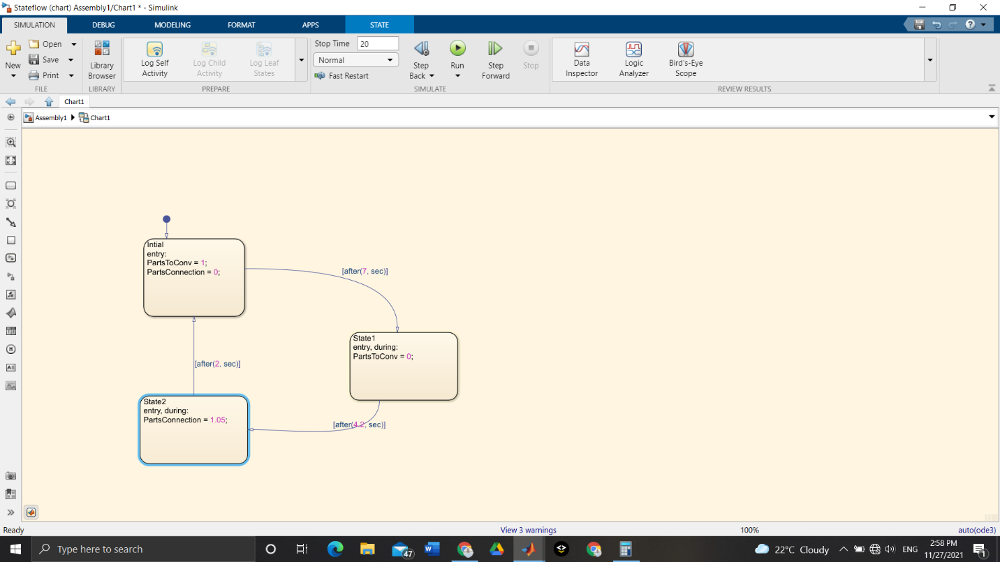 Stateflow (chart) Assembly1/Chart1 * - Simulink
SIMULATION DEBUG MODELING FORMAT APPS STATE
New
Open
Save
Print
FILE
Library
Browser
LIBRARY
Log Self
Activity
Log Child
Activity
Log Leaf
States
PREPARE
Stop Time 20
Normal
Fast Restart
Step
Back
Run
Step
Forward
Stop
SIMULATE
Data
Inspector
Logic
Analyzer
Bird's-Eye
Scope
REVIEW RESULTS
Chart1
Assembly1 Chart1
Intial
entry:
PartsToConv = 1;
PartsConnection = 0;
[after(7, sec)]
State1
entry, during:
PartsToConv = 0;
[after(2, sec)]
State2
entry, during:
PartsConnection = 1.05;
[after(4.2, sec)]
Ready View 3 warnings 100% auto(ode3)
Type here to search
47
22°C Cloudy
ENG
2:58 PM
11/27/2021
1